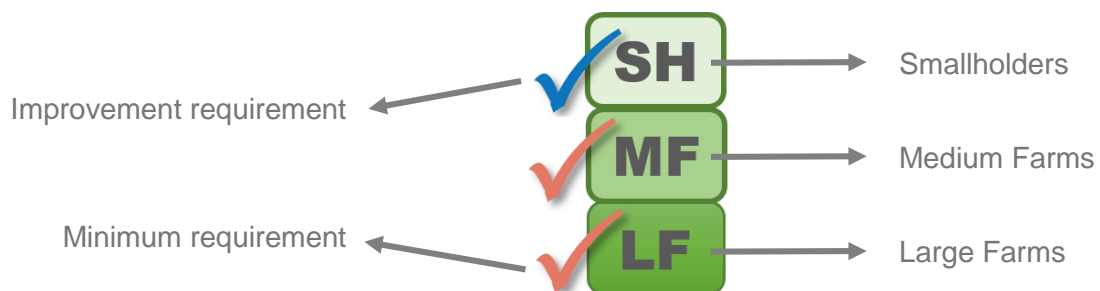 SH
Smallholders
Improvement requirement
MF
Medium Farms
Minimum requirement
LF
Large Farms